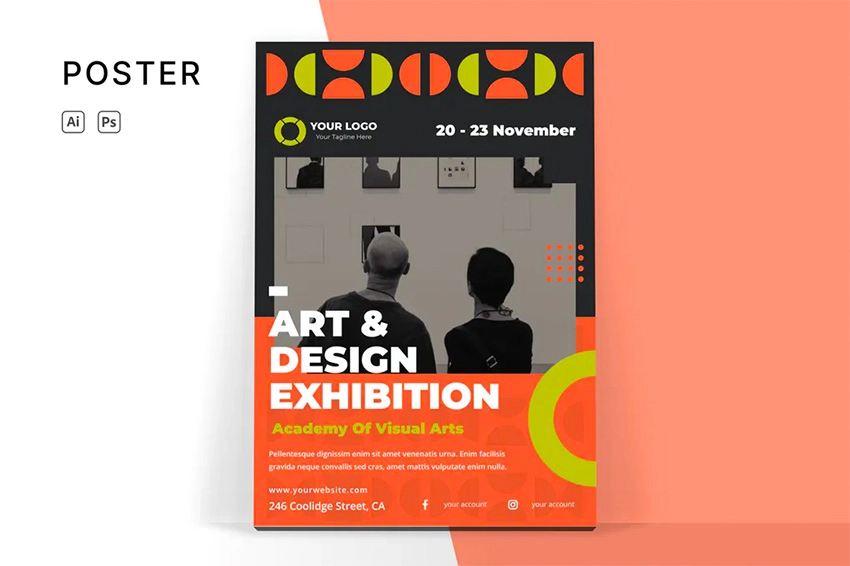 POSTER
Ai Ps
YOUR LOGO
Your Tagline Here
20 - 23 November
ART &
DESIGN
EXHIBITION
Academy Of Visual Arts
Pellentesque dignissim enim sit amet venenatis urna. Enim facilisis
gravida neque convallis sed cras, amet mattis vulputate enim nulla.
www.yourwebsite.com
246 Coolidge Street, CA
your account
your account